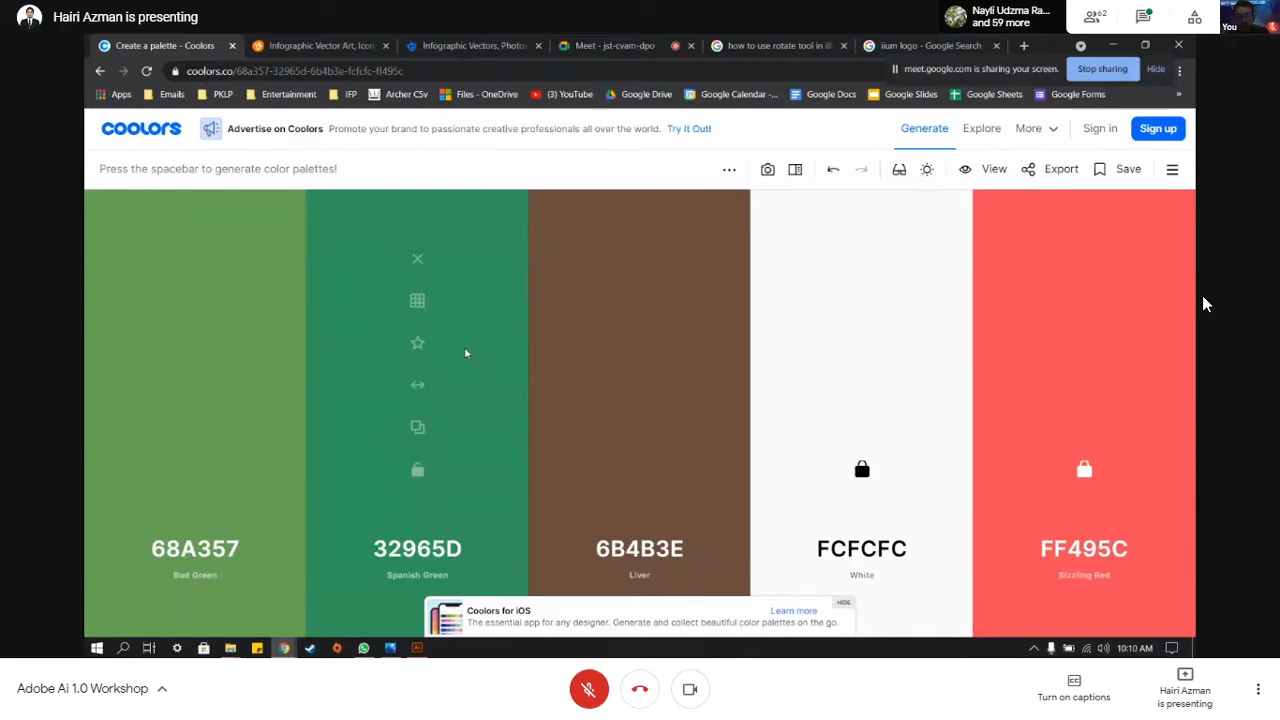 Hairi Azman is presenting
Nayli Udzma Ra...
and 59 more
62
You
Create a palette - Coolors
Infographic Vector Art, Icon
Infographic Vectors, Photos
Meet - jst-cvam-dpo
how to use rotate tool in ill
iium logo - Google Search
coolors.co/68a357-32965d-6b4b3e-fcfcfc-ff495c
meet.google.com is sharing your screen.
Stop sharing
Hide
Apps
Emails
PKLP
Entertainment
IFP
Archer C5v
Files - OneDrive
(3) YouTube
Google Drive
Google Calendar -...
Google Docs
Google Slides
Google Sheets
Google Forms
»
coolors
Advertise on Coolors
Promote your brand to passionate creative professionals all over the world.
Try It Out!
Generate
Explore
More
Sign in
Sign up
Press the spacebar to generate color palettes!
View
Export
Save
68A357
Bud Green
32965D
Spanish Green
6B4B3E
Liver
FCFCFC
White
FF495C
Sizzling Red
Coolors for iOS
Learn more
HIDE
The essential app for any designer. Generate and collect beautiful color palettes on the go.
10:10 AM
Adobe Ai 1.0 Workshop
Turn on captions
Hairi Azman
is presenting